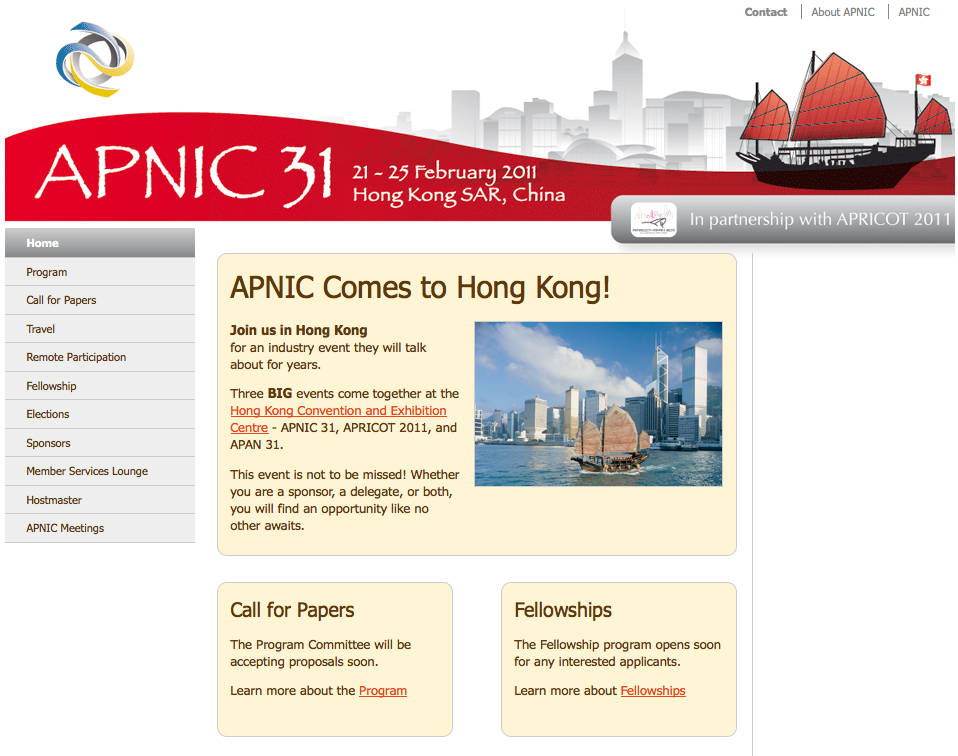 Contact
About APNIC
APNIC
APNIC 31
21 - 25 February 2011
Hong Kong SAR, China
In partnership with APRICOT 2011
Home
Program
Call for Papers
Travel
Remote Participation
Fellowship
Elections
Sponsors
Member Services Lounge
Hostmaster
APNIC Meetings
APNIC Comes to Hong Kong!
Join us in Hong Kong
for an industry event they will talk
about for years.
Three BIG events come together at the
Hong Kong Convention and Exhibition
Centre - APNIC 31, APRICOT 2011, and
APAN 31.
This event is not to be missed! Whether
you are a sponsor, a delegate, or both,
you will find an opportunity like no
other awaits.
Call for Papers
The Program Committee will be
accepting proposals soon.
Learn more about the Program
Fellowships
The Fellowship program opens soon
for any interested applicants.
Learn more about Fellowships